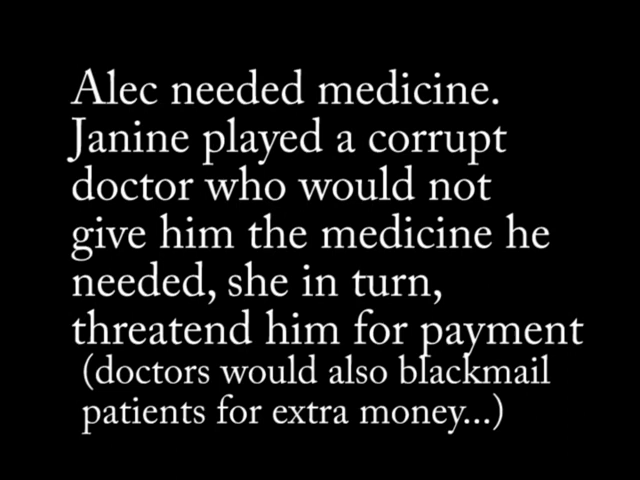 Alec needed medicine.
Janine played a corrupt
doctor who would not
give him the medicine he
needed, she in turn,
threatend him for payment
(doctors would also blackmail
patients for extra money...)